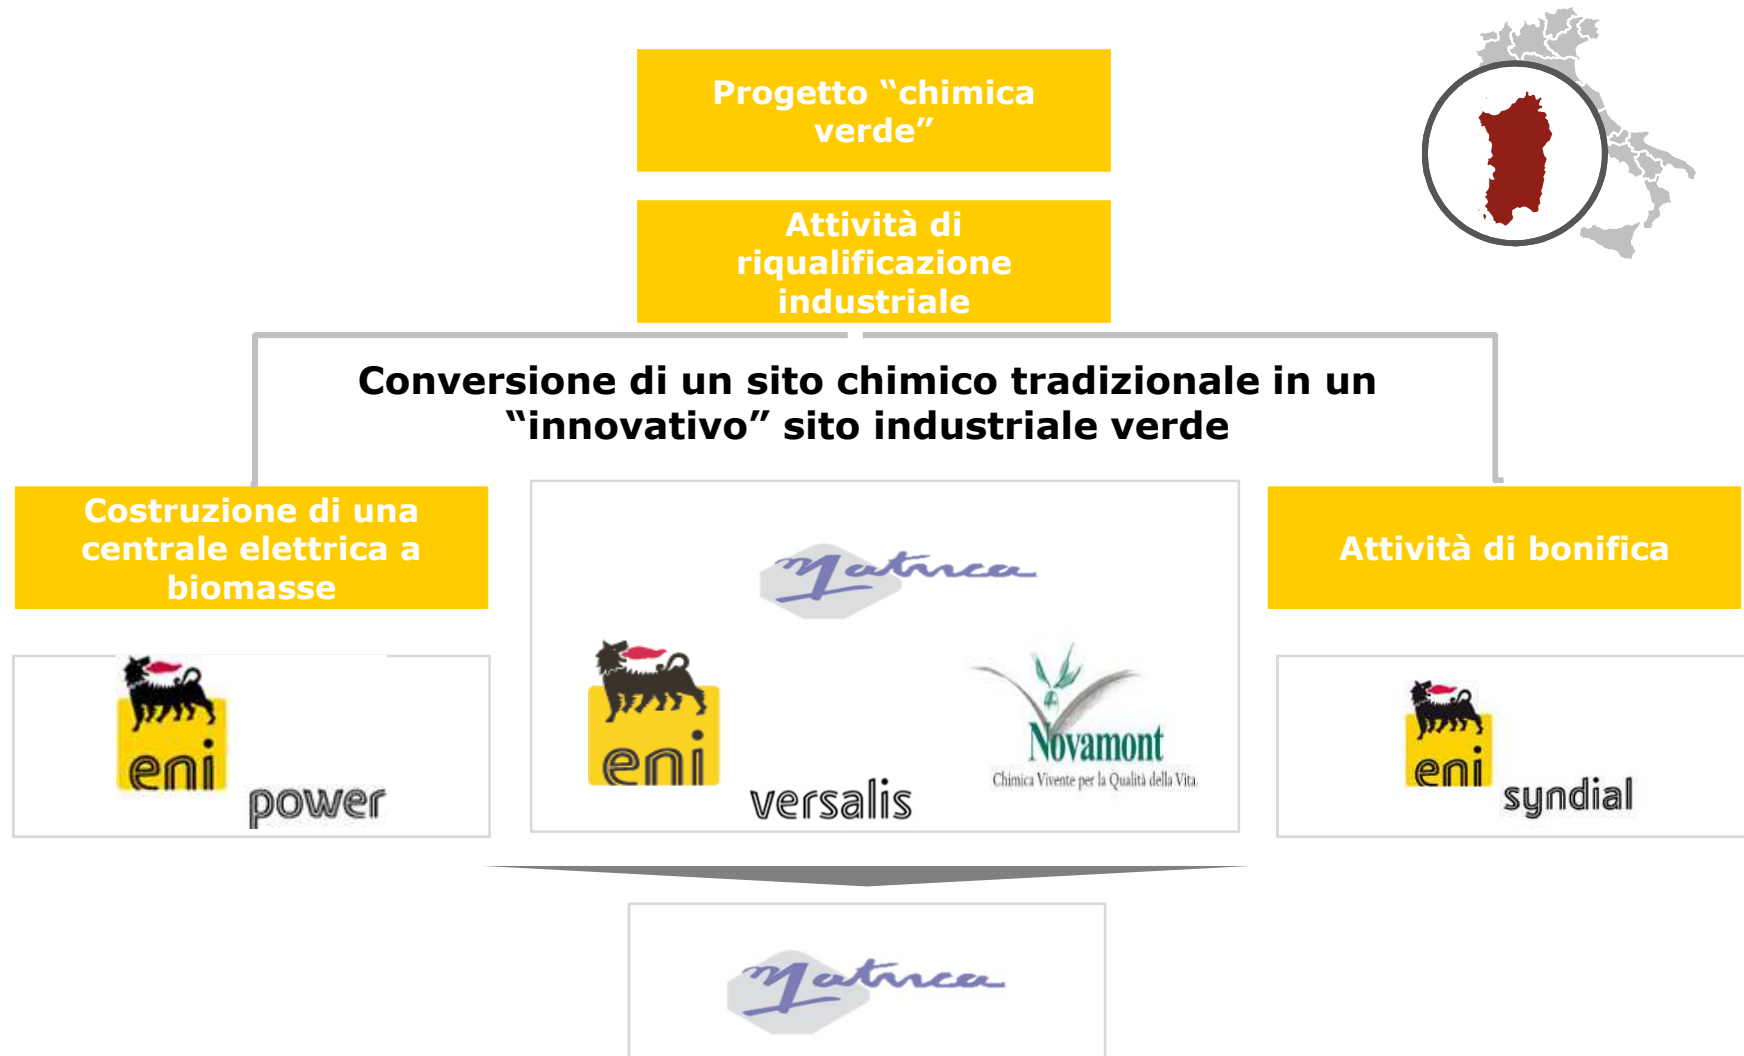 Progetto “chimica
verde”
Attività di
riqualificazione
industriale
Conversione di un sito chimico tradizionale in un
“innovativo” sito industriale verde
Costruzione di una
centrale elettrica a
biomasse
Attività di bonifica
Matrica
eni
power
eni
versalis
Novamont
Chimica Vivente per la Qualità della Vita.
eni
syndial
Matrica